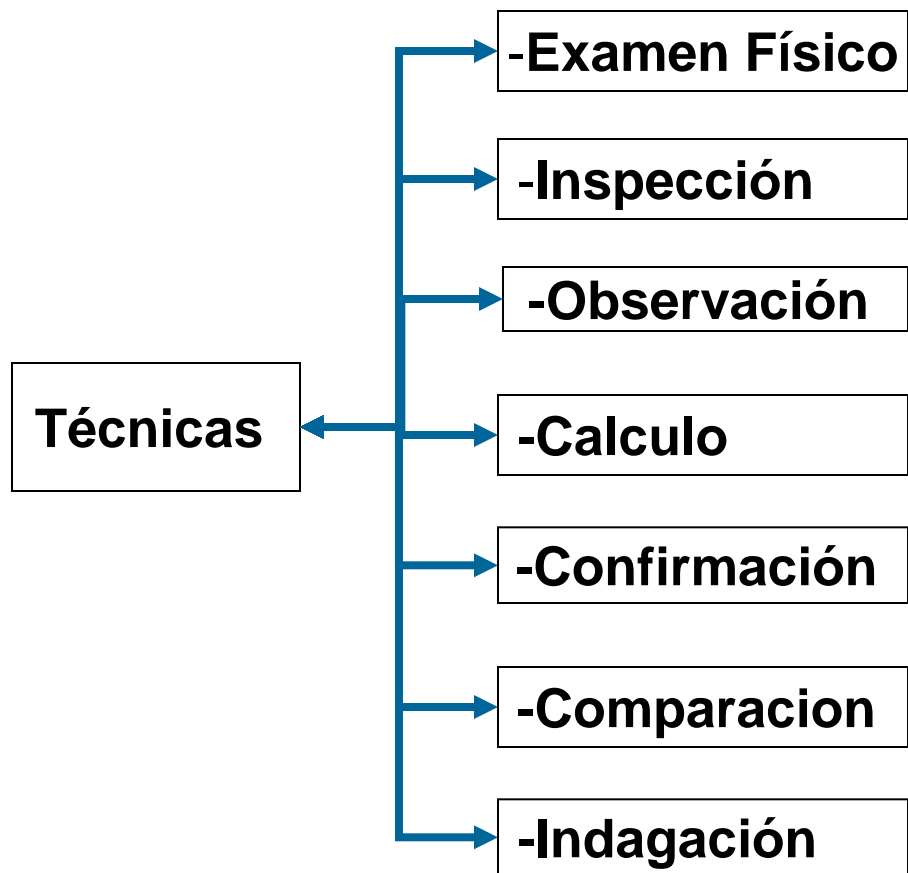 -Examen Físico
-Inspección
-Observación
Técnicas
-Calculo
-Confirmación
-Comparacion
-Indagación